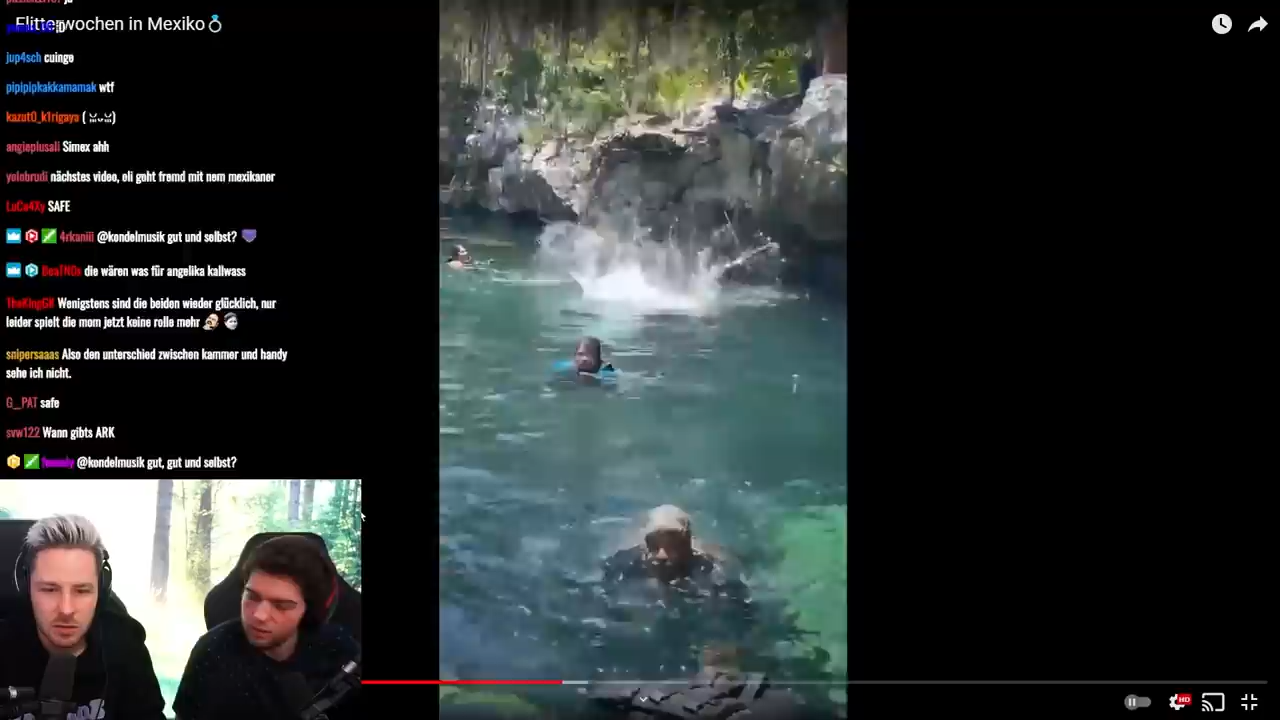 Flitterwochen in Mexiko💍
jup4sch cuinge
pipipipkakkamamak wtf
kazut0_k1rigaya
angieplusali Simex ahh
yolobrudi nächstes video, eli geht fremd mit nem mexikaner
LuCa4Xy SAFE
4rkaniii @kondelmusik gut und selbst? 💜
die wären was für angelika kallwass
TheKingGK Wenigstens sind die beiden wieder glücklich, nur
leider spielt die mom jetzt keine rolle mehr
snipersaaas Also den unterschied zwischen kammer und handy
sehe ich nicht.
G_PAT safe
svw122 Wann gibts ARK
@kondelmusik gut, gut und selbst?
HD